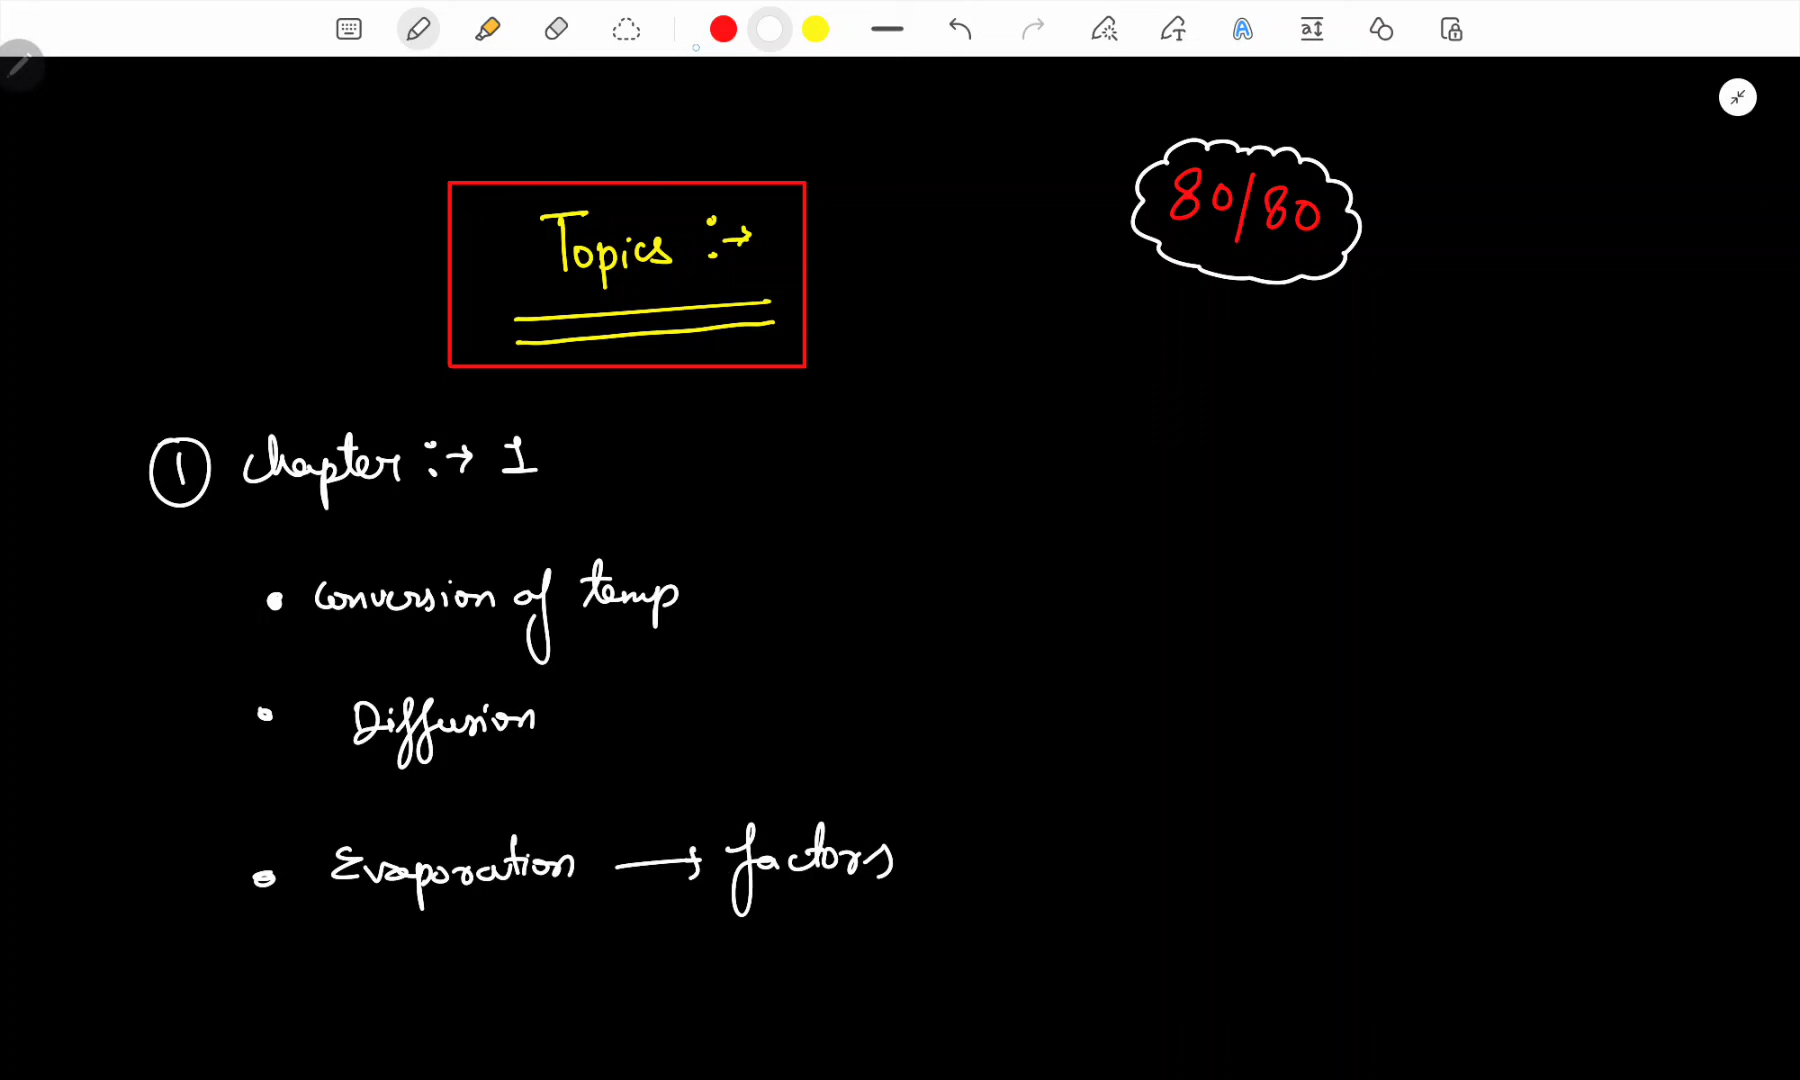 80/80
Topics :→
① Chapter :→ 1
• Conversion of temp
• Diffusion
• Evaporation → factors